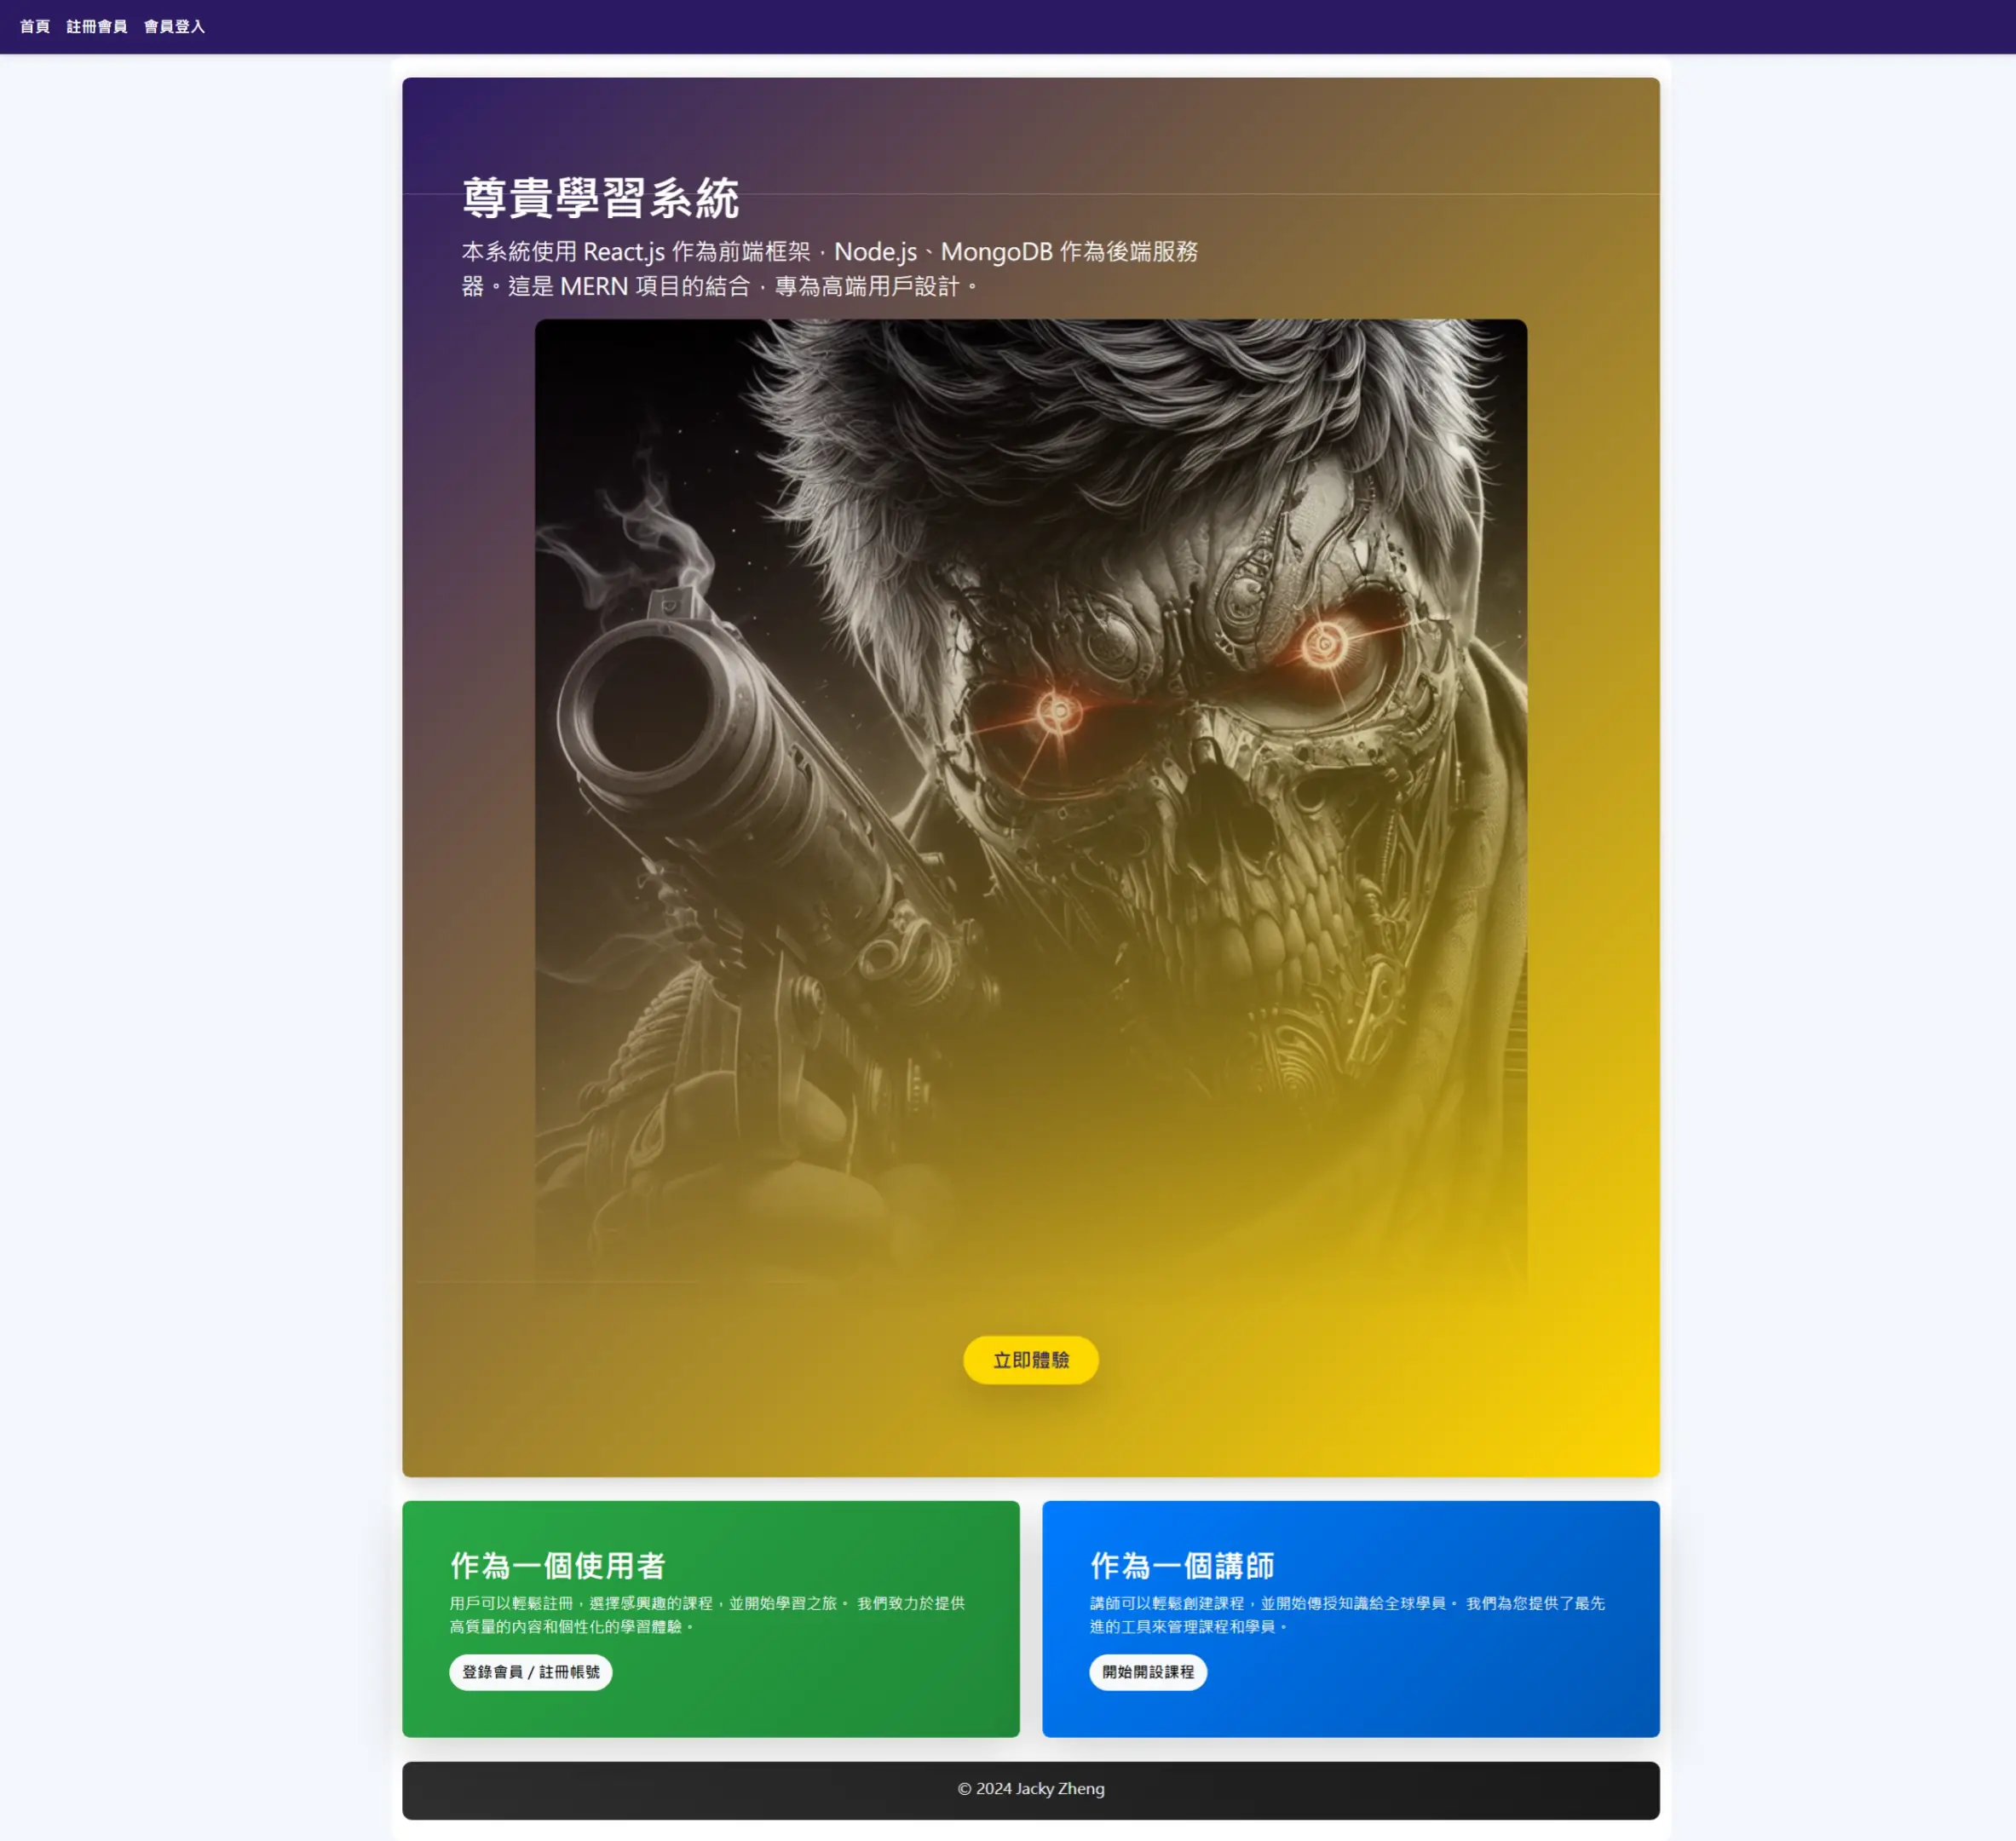 首頁 註冊會員 會員登入
尊貴學習系統
本系統使用 React.js 作為前端框架，Node.js、MongoDB 作為後端服務
器。這是 MERN 項目的結合，專為高端用戶設計。
立即體驗
作為一個使用者
用戶可以輕鬆註冊，選擇感興趣的課程，並開始學習之旅。 我們致力於提供
高質量的內容和個性化的學習體驗。
登錄會員 / 註冊帳號
作為一個講師
講師可以輕鬆創建課程，並開始傳授知識給全球學員。 我們為您提供了最先
進的工具來管理課程和學員。
開始開設課程
© 2024 Jacky Zheng